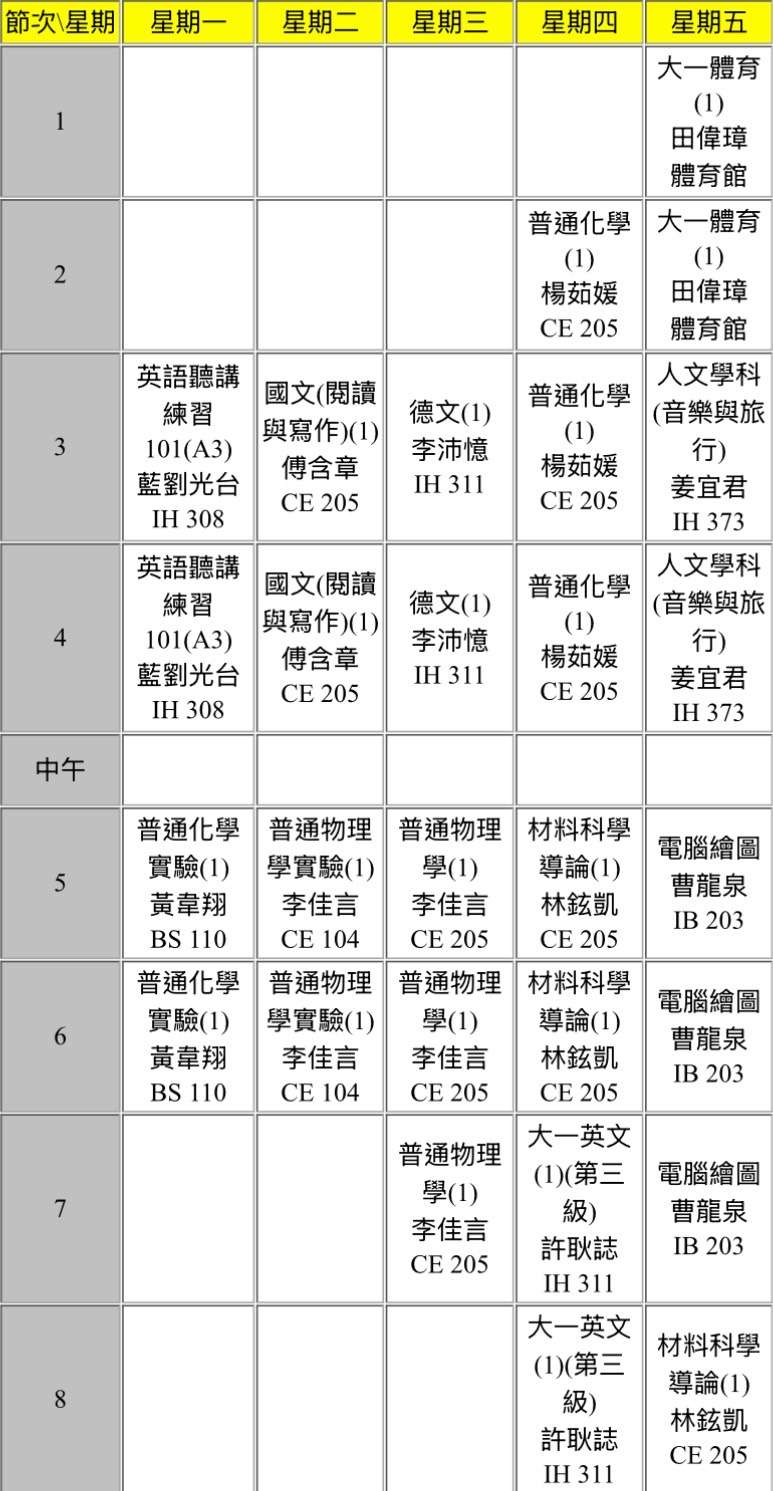 節次\星期 星期一 星期二 星期三 星期四 星期五
1
大一體育
(1)
田偉璋
體育館
2
普通化學
(1)
楊茹媛
CE 205
大一體育
(1)
田偉璋
體育館
3
英語聽講
練習
101(A3)
藍劉光台
IH 308
國文(閱讀
與寫作)(1)
傅含章
CE 205
德文(1)
李沛憶
IH 311
普通化學
(1)
楊茹媛
CE 205
人文學科
(音樂與旅
行)
姜宜君
IH 373
4
英語聽講
練習
101(A3)
藍劉光台
IH 308
國文(閱讀
與寫作)(1)
傅含章
CE 205
德文(1)
李沛憶
IH 311
普通化學
(1)
楊茹媛
CE 205
人文學科
(音樂與旅
行)
姜宜君
IH 373
中午
5
普通化學
實驗(1)
黃韋翔
BS 110
普通物理
學實驗(1)
李佳言
CE 104
普通物理
學(1)
李佳言
CE 205
材料科學
導論(1)
林鉉凱
CE 205
電腦繪圖
曹龍泉
IB 203
6
普通化學
實驗(1)
黃韋翔
BS 110
普通物理
學實驗(1)
李佳言
CE 104
普通物理
學(1)
李佳言
CE 205
材料科學
導論(1)
林鉉凱
CE 205
電腦繪圖
曹龍泉
IB 203
7
普通物理
學(1)
李佳言
CE 205
大一英文
(1)(第三
級)
許耿誌
IH 311
電腦繪圖
曹龍泉
IB 203
8
大一英文
(1)(第三
級)
許耿誌
IH 311
材料科學
導論(1)
林鉉凱
CE 205